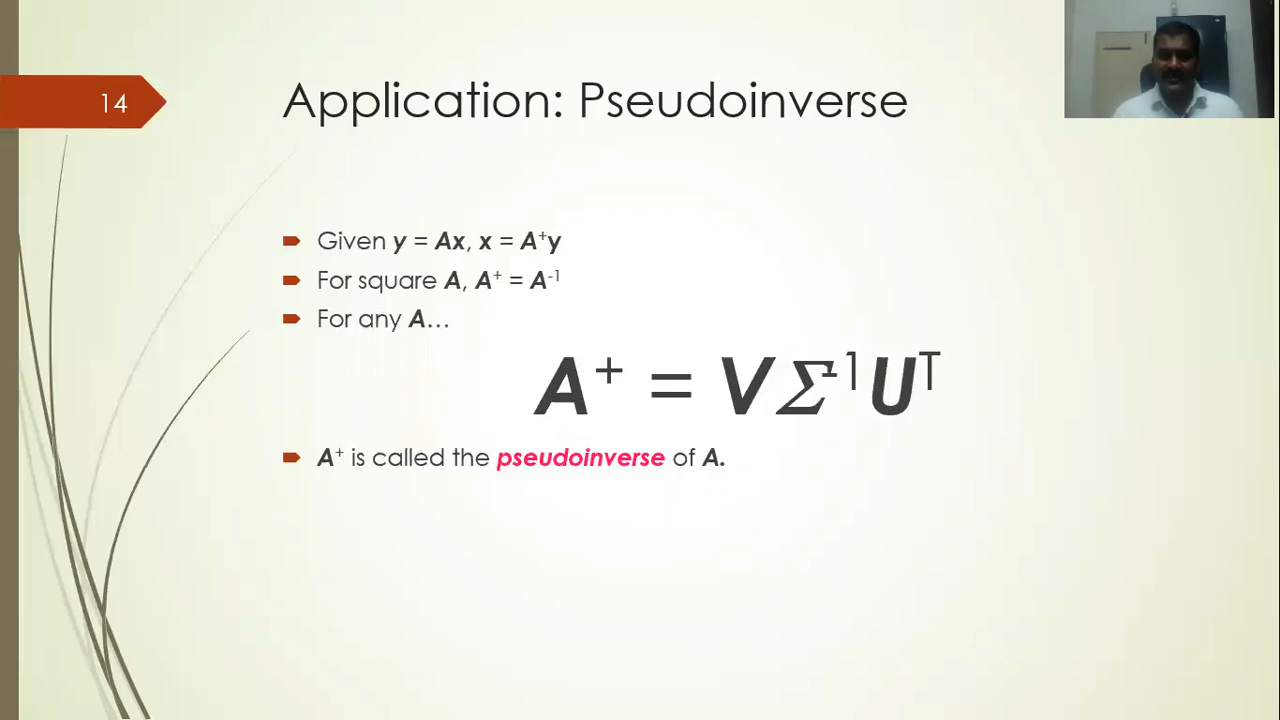 14
Application: Pseudoinverse
Given y = Ax, x = A⁺y
For square A, A⁺ = A⁻¹
For any A…
A⁺ = VΣ⁻¹Uᵀ
A⁺ is called the pseudoinverse of A.